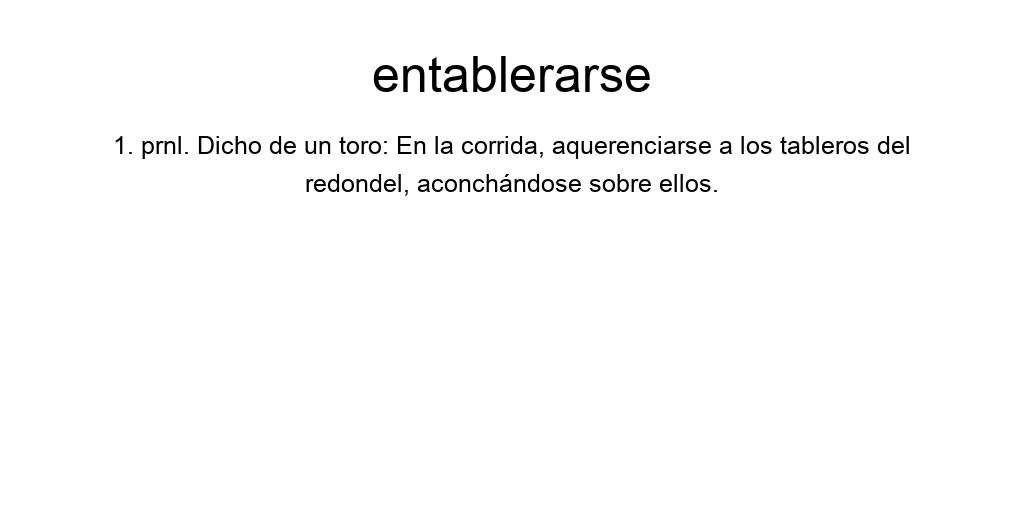 entablerarse
1. prnl. Dicho de un toro: En la corrida, aquerenciarse a los tableros del
redondel, aconchándose sobre ellos.